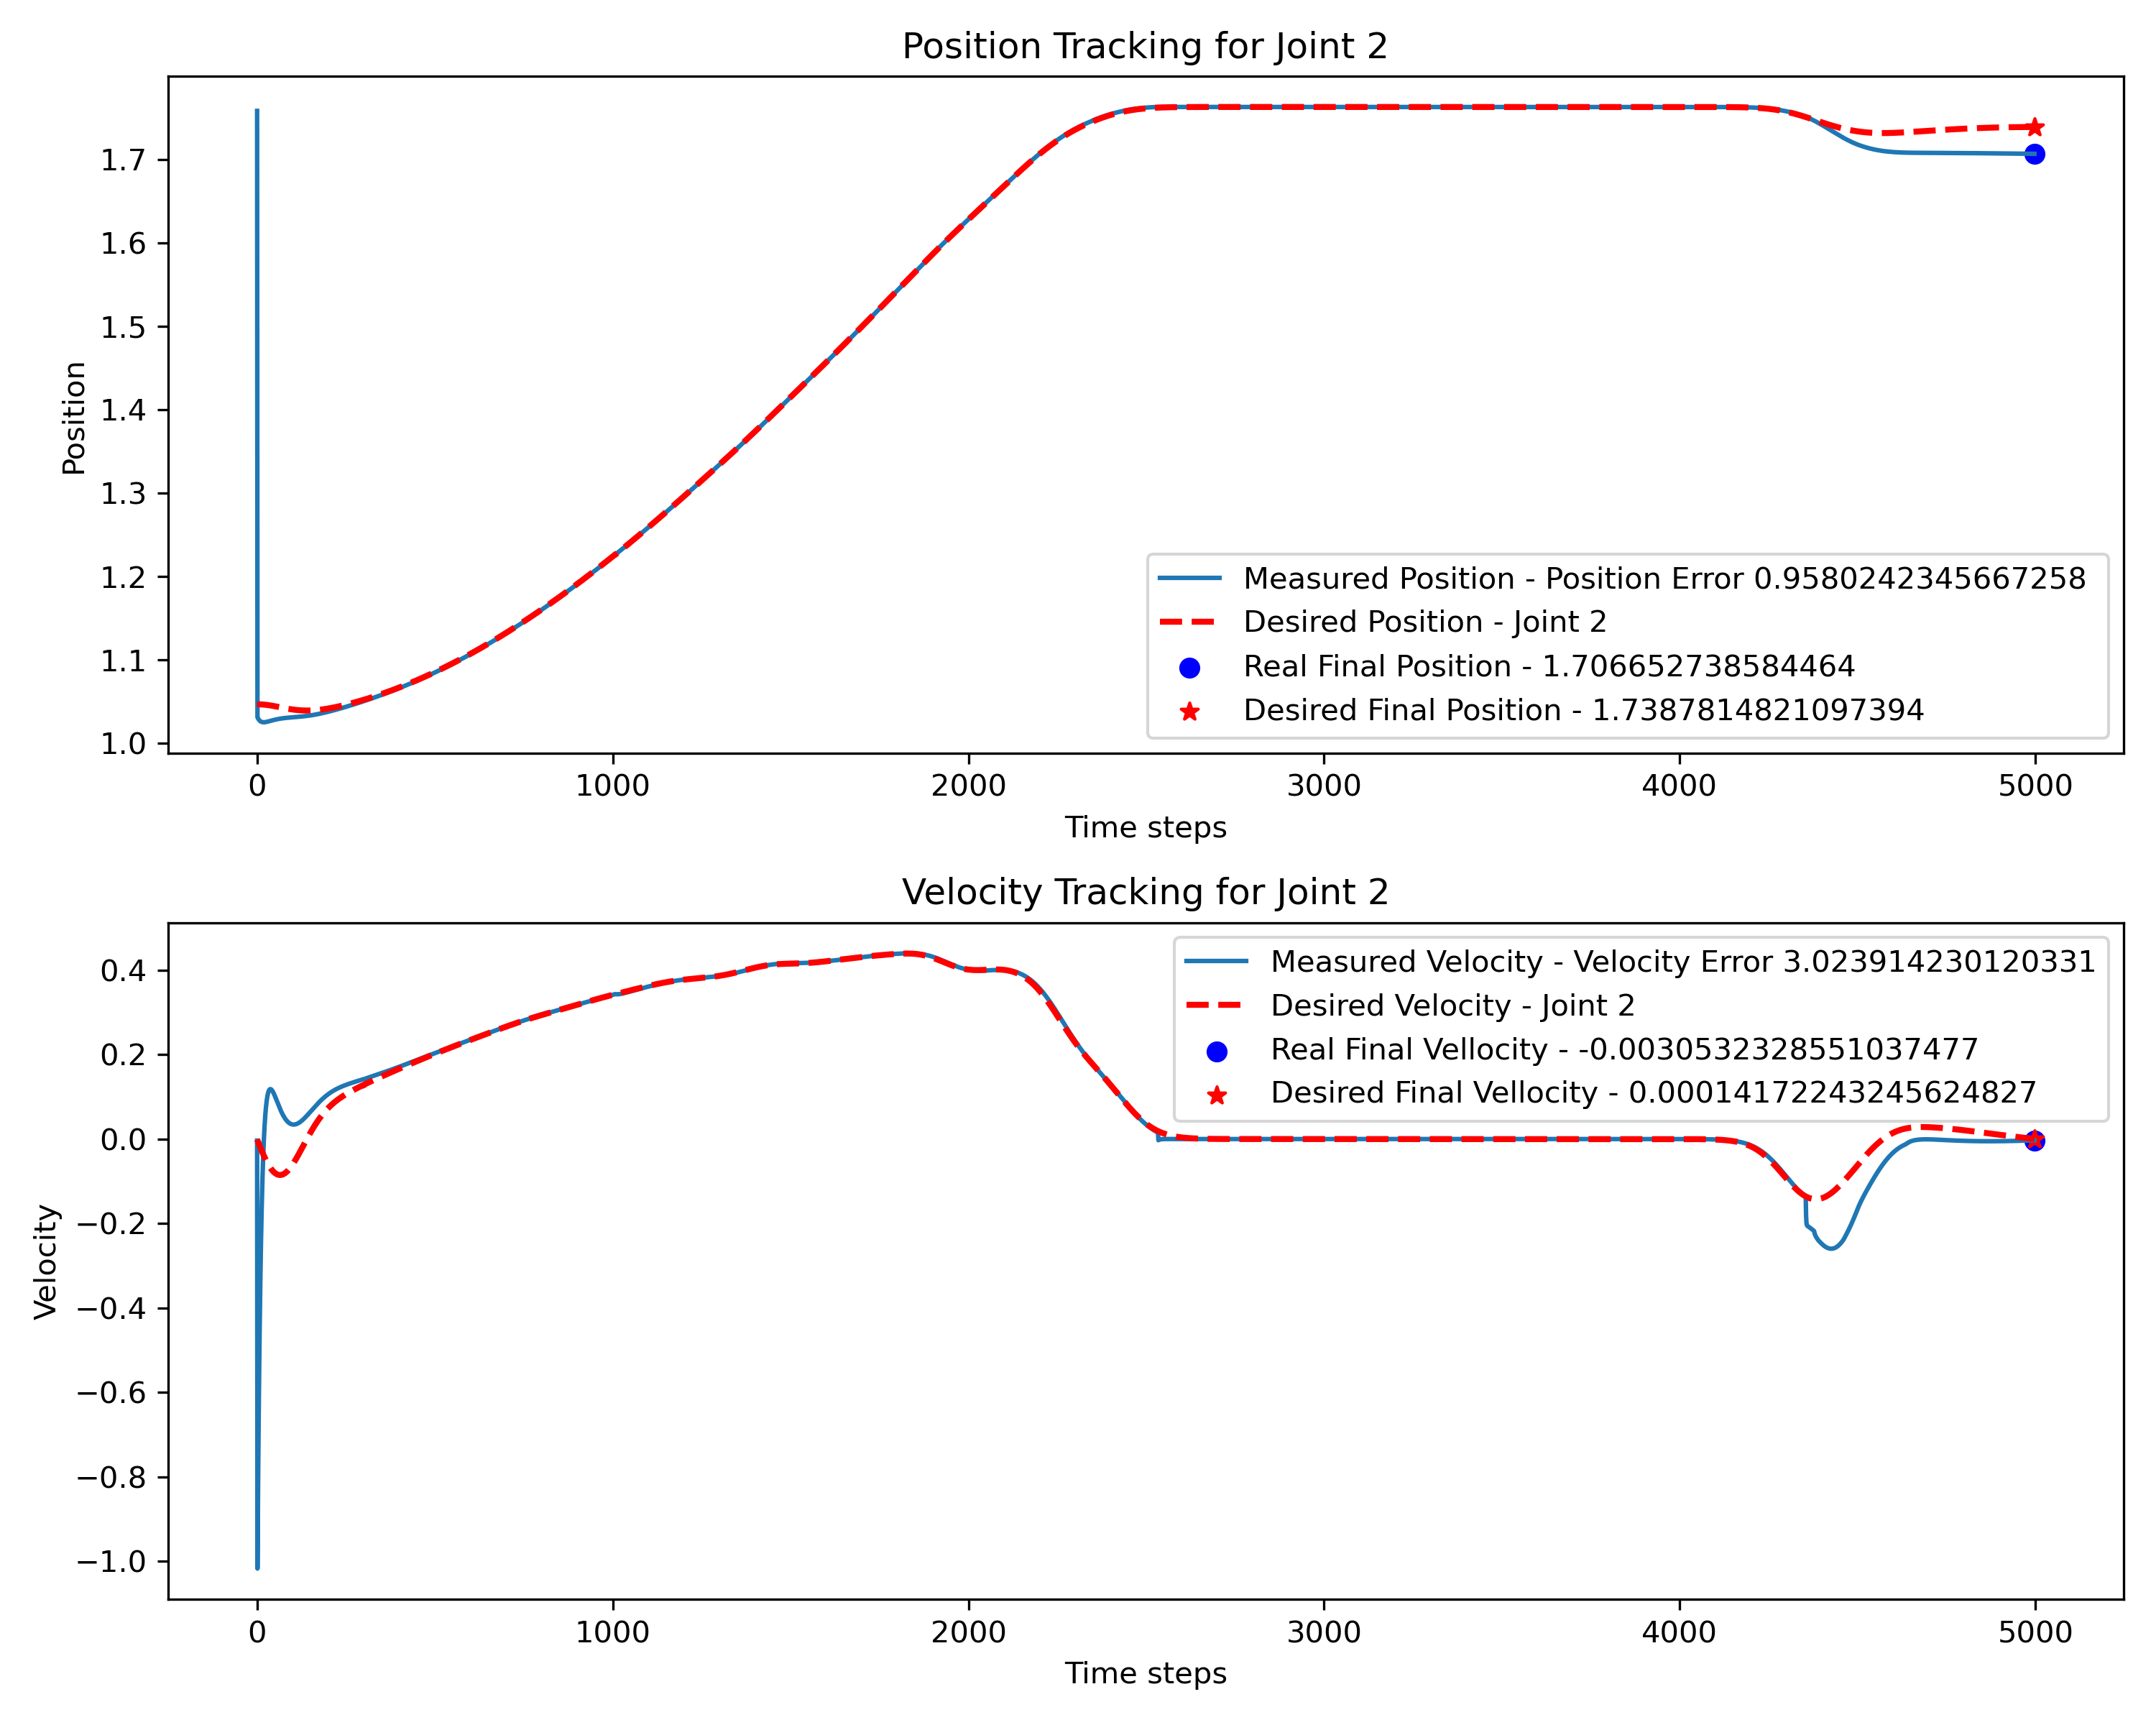 Position Tracking for Joint 2
Position
1.7
1.6
1.5
1.4
1.3
1.2
1.1
1.0
Measured Position - Position Error 0.9580242345667258
Desired Position - Joint 2
Real Final Position - 1.706652738584464
Desired Final Position - 1.7387814821097394
0 1000 2000 3000 4000 5000
Time steps
Velocity Tracking for Joint 2
Velocity
0.4
0.2
0.0
−0.2
−0.4
−0.6
−0.8
−1.0
Measured Velocity - Velocity Error 3.023914230120331
Desired Velocity - Joint 2
Real Final Vellocity - -0.0030532328551037477
Desired Final Vellocity - 0.00014172243245624827
0 1000 2000 3000 4000 5000
Time steps